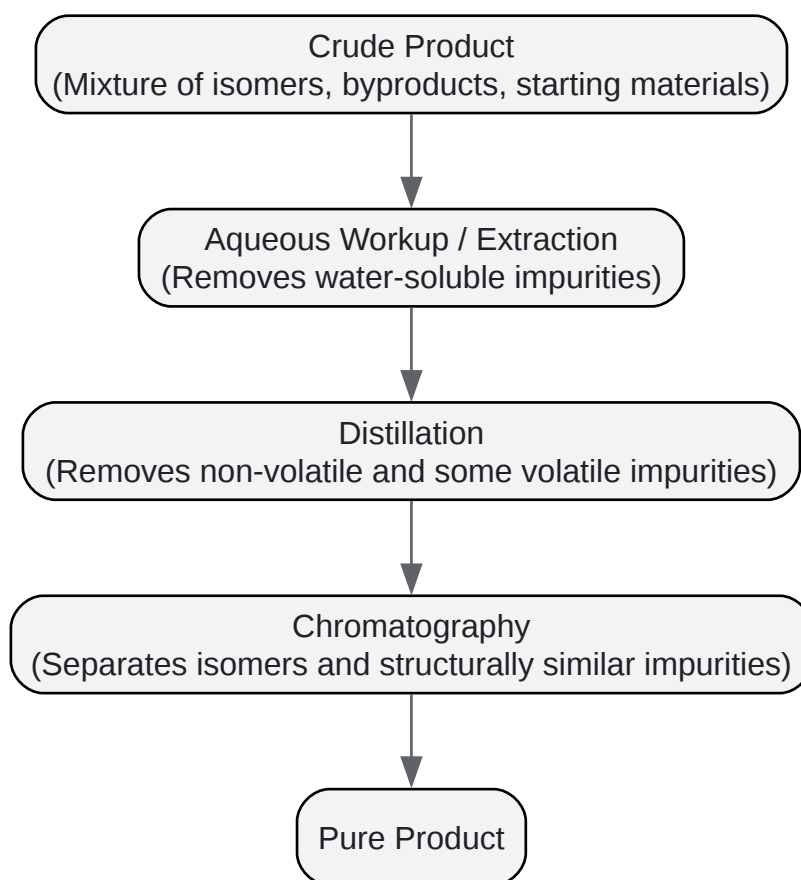 Crude Product
(Mixture of isomers, byproducts, starting materials)
Aqueous Workup / Extraction
(Removes water-soluble impurities)
Distillation
(Removes non-volatile and some volatile impurities)
Chromatography
(Separates isomers and structurally similar impurities)
Pure Product